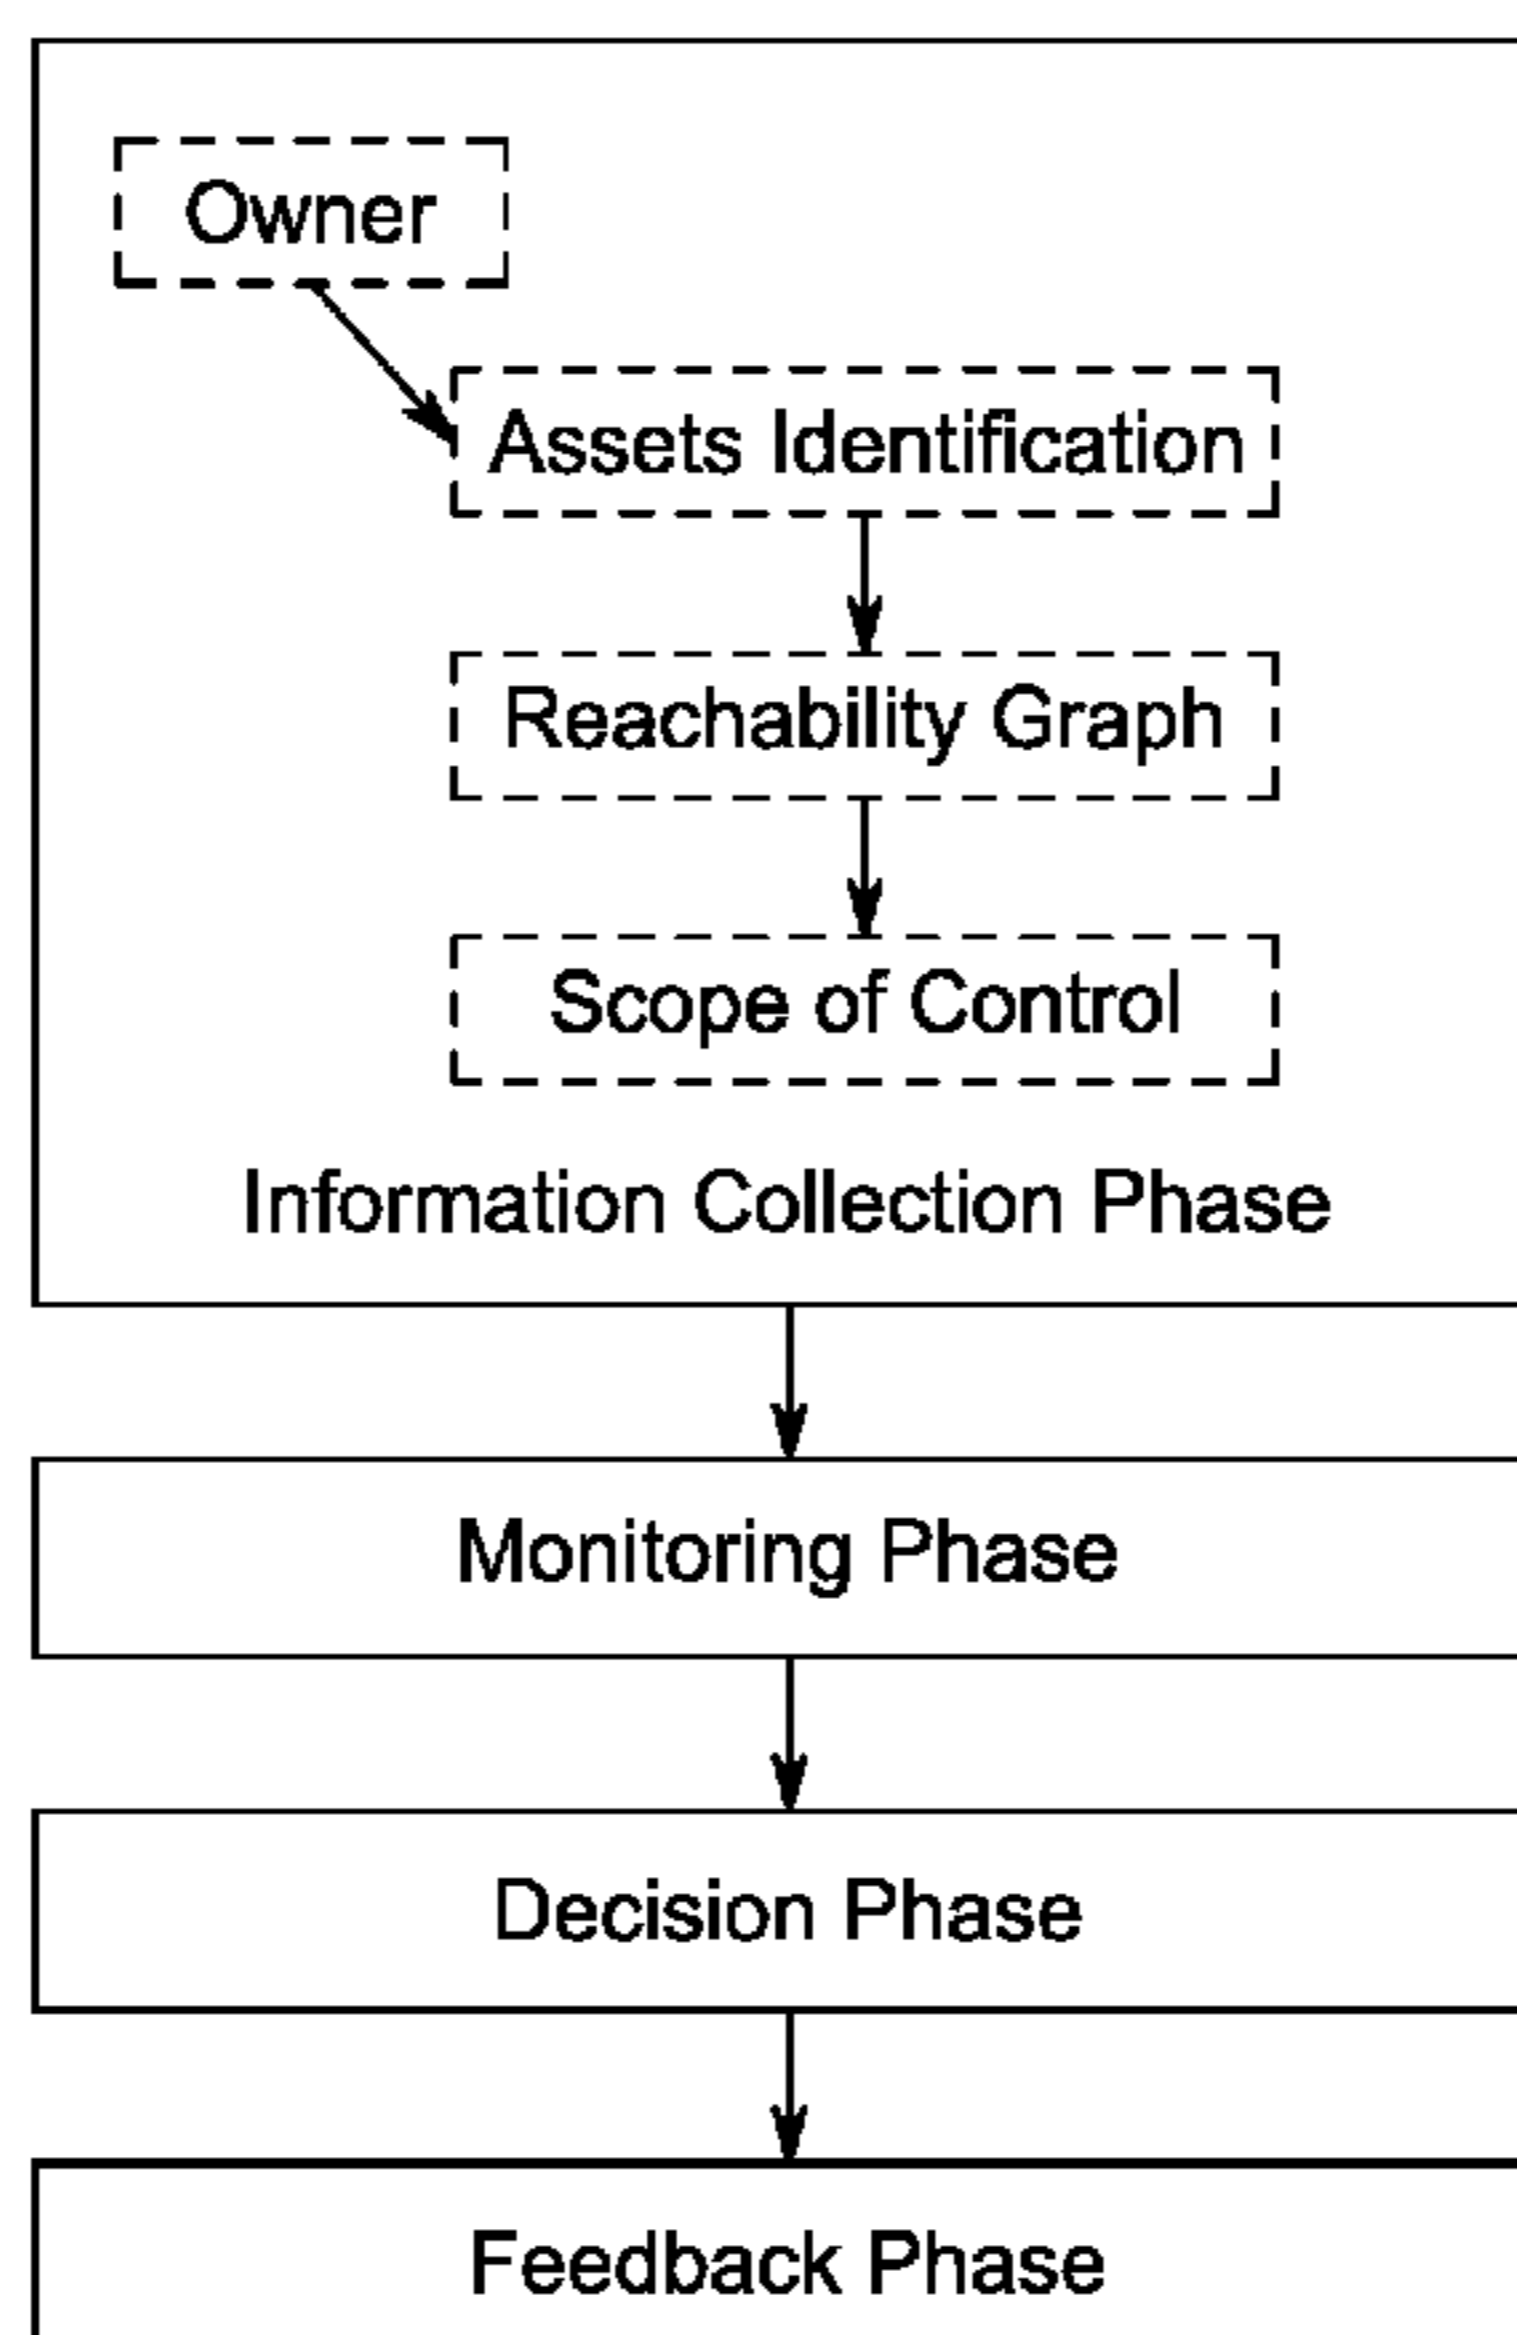 Owner
Assets Identification
Reachability Graph
Scope of Control
Information Collection Phase
Monitoring Phase
Decision Phase
Feedback Phase